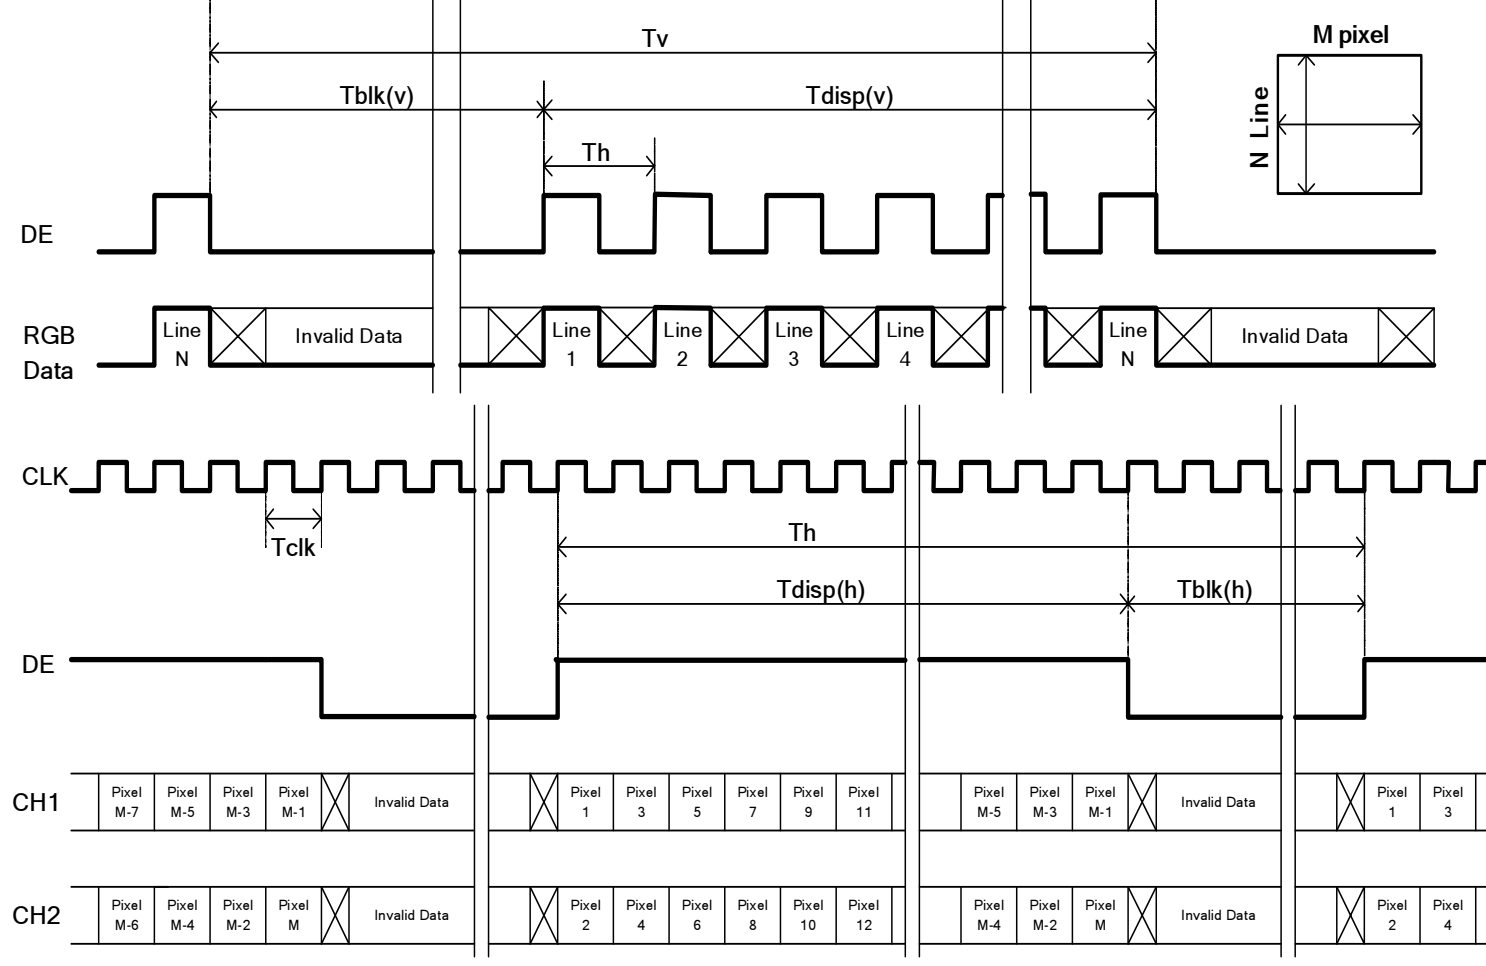 Tv
M pixel
Tblk(v)
Tdisp(v)
N Line
Th
DE
RGB
Data
Line
N
Invalid Data
Line
1
Line
2
Line
3
Line
4
Line
N
Invalid Data
CLK
Tclk
Th
Tdisp(h)
Tblk(h)
DE
CH1
Pixel
M-7
Pixel
M-5
Pixel
M-3
Pixel
M-1
Invalid Data
Pixel
1
Pixel
3
Pixel
5
Pixel
7
Pixel
9
Pixel
11
Pixel
M-5
Pixel
M-3
Pixel
M-1
Invalid Data
Pixel
1
Pixel
3
CH2
Pixel
M-6
Pixel
M-4
Pixel
M-2
Pixel
M
Invalid Data
Pixel
2
Pixel
4
Pixel
6
Pixel
8
Pixel
10
Pixel
12
Pixel
M-4
Pixel
M-2
Pixel
M
Invalid Data
Pixel
2
Pixel
4